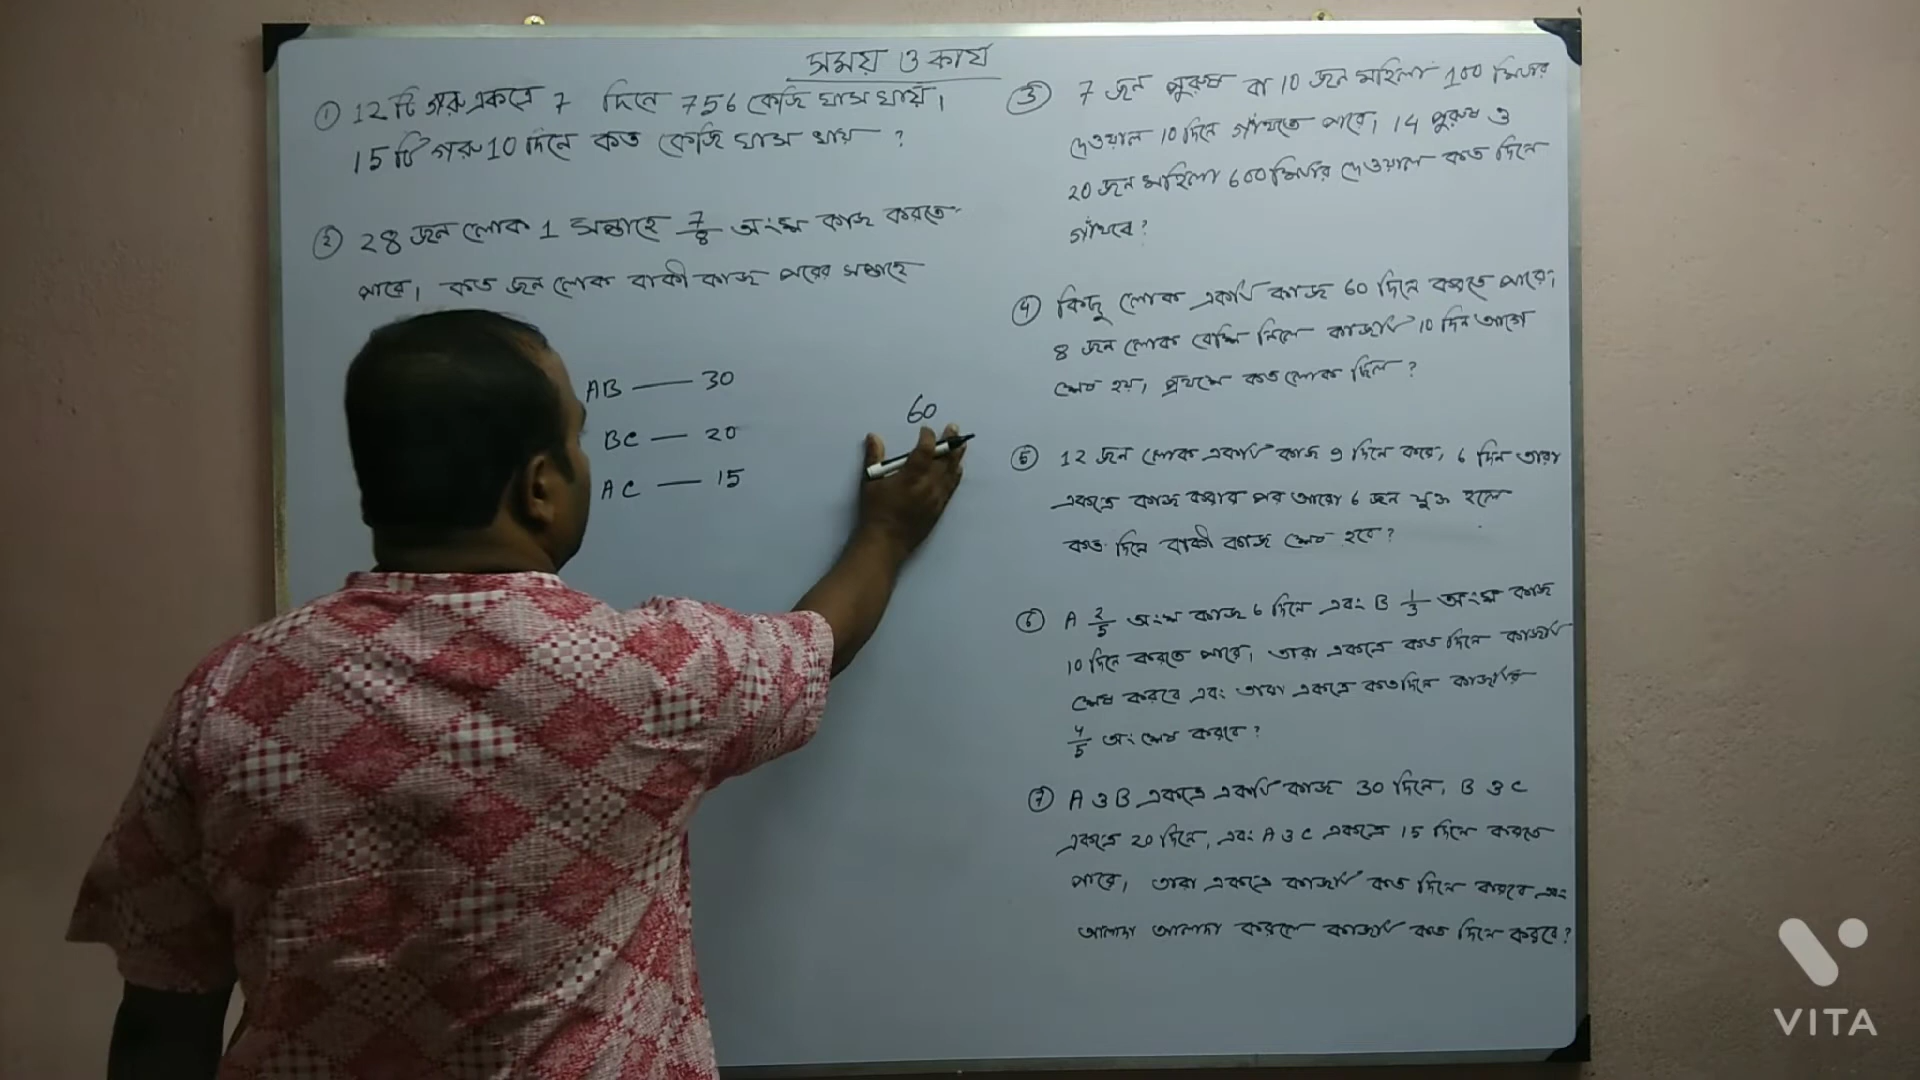 সময় ও কার্য
① 12 টি গরু একত্রে 7 দিনে 756 কেজি ঘাস খায়।
15 টি গরু 10 দিনে কত কেজি ঘাস খায় ?
② 28 জন লোক 1 সপ্তাহে 7/8 অংশ কাজ করতে
পারে। কত জন লোক বাকী কাজ পরের সপ্তাহে
AB — 30
BC — 20
AC — 15
60
③ 7 জন পুরুষ বা 10 জন মহিলা 100 মিটার
দেওয়াল 10 দিনে গাঁথতে পারে। 14 পুরুষ ও
20 জন মহিলা 600 মিটার দেওয়াল কত দিনে
গাঁথবে?
④ কিছু লোক একটি কাজ 60 দিনে করতে পারে।
8 জন লোক বেশি নিলে কাজটি 10 দিন আগে
শেষ হয়। প্রথমে কত লোক ছিল ?
⑤ 12 জন লোক একটি কাজ 9 দিনে করে। 6 দিন তারা
একত্রে কাজ করার পর আরো 6 জন যুক্ত হলে
কত দিনে বাকী কাজ শেষ হবে?
⑥ A 2/5 অংশ কাজ 6 দিনে এবং B 1/3 অংশ কাজ
10 দিনে করতে পারে। তারা একত্রে কত দিনে কাজটি
শেষ করবে এবং তারা একত্রে কতদিনে কাজটির
4/5 অং শেষ করবে?
⑦ A ও B একত্রে একটি কাজ 30 দিনে, B ও C
একত্রে 20 দিনে, এবং A ও C একত্রে 15 দিনে করতে
পারে। তারা একত্রে কাজটি কত দিনে করবে এবং
আলাদা আলাদা করলে কাজটি কত দিনে করবে?
VITA